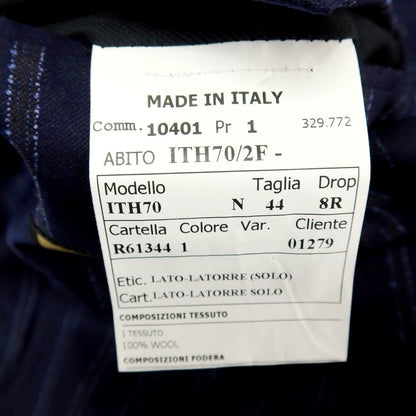 MADE IN ITALY
Comm. 10401 Pr 1 329.772
ABITO ITH70/2F -
Modello Taglia Drop
ITH70 N 44 8R
Cartella Colore Var. Cliente
R61344 1 01279
Etic. LATO-LATORRE (SOLO)
Cart. LATO-LATORRE SOLO
COMPOSIZIONI TESSUTO
1 TESSUTO
100% WOOL
COMPOSIZIONI FODERA